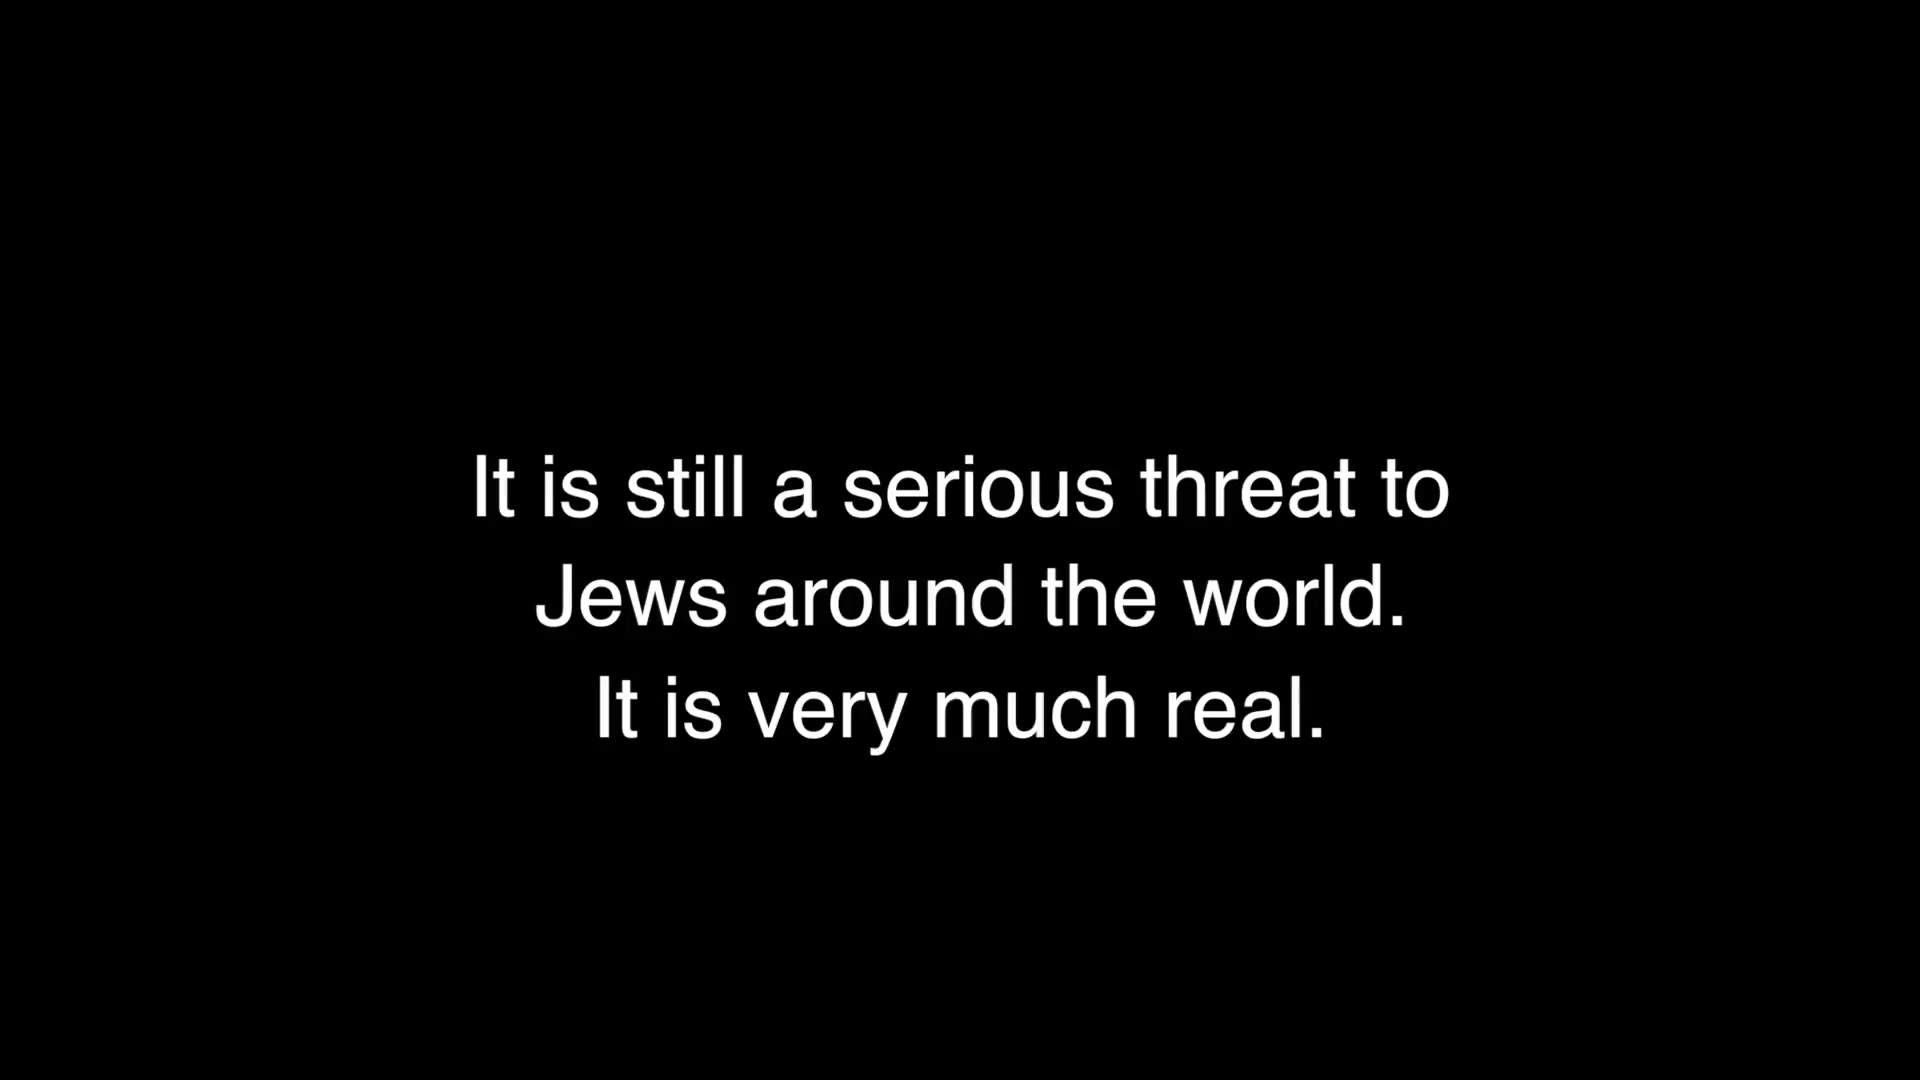 It is still a serious threat to
Jews around the world.
It is very much real.